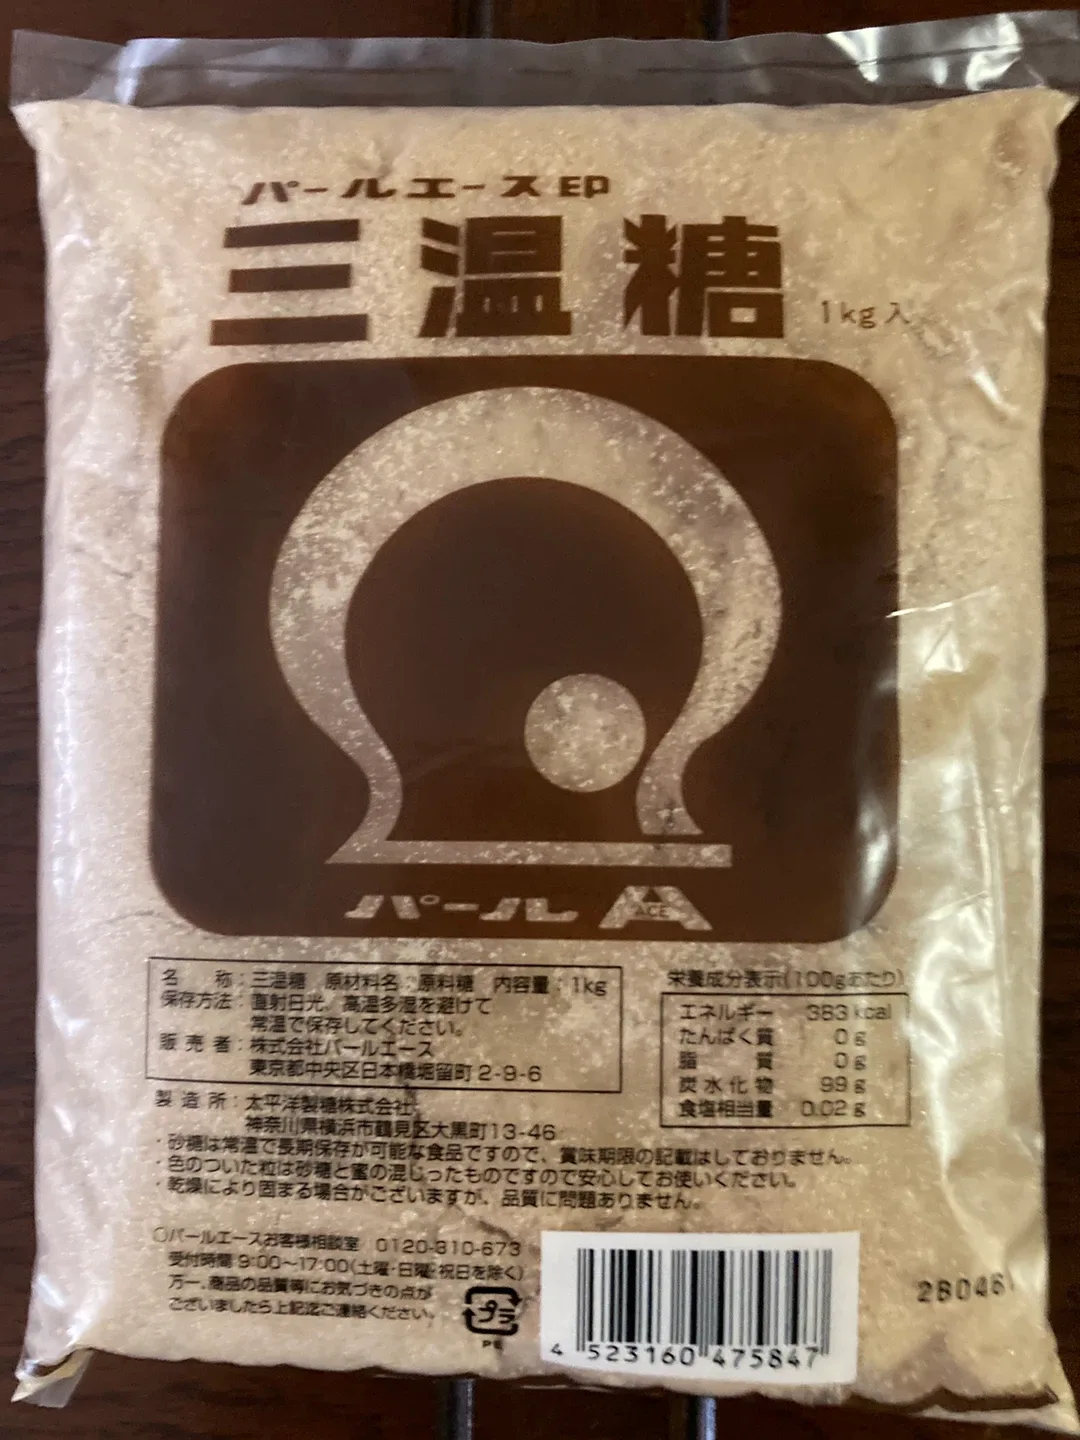 パールエース印
三温糖 1kg入
パールA
ACE
名称:三温糖 原材料名:原料糖 内容量:1kg
保存方法:直射日光、高温多湿を避けて
常温で保存してください。
販売者:株式会社パールエース
東京都中央区日本橋堀留町2-9-6
栄養成分表示(100gあたり)
エネルギー 383kcal
たんぱく質 0g
脂質 0g
炭水化物 99g
食塩相当量 0.02g
製造所:太平洋製糖株式会社
神奈川県横浜市鶴見区大黒町13-46
・砂糖は常温で長期保存が可能な食品ですので、賞味期限の記載はしておりません。
・色のついた粒は砂糖と蜜の混じったものですので安心してお使いください。
・乾燥により固まる場合がございますが、品質に問題ありません。
○パールエースお客様相談室 0120-310-673
受付時間 9:00〜17:00(土曜・日曜・祝日を除く)
万一、商品の品質等にお気づきの点が
ございましたら上記迄ご連絡ください。
プラ
PE
4 523160 475847
28046